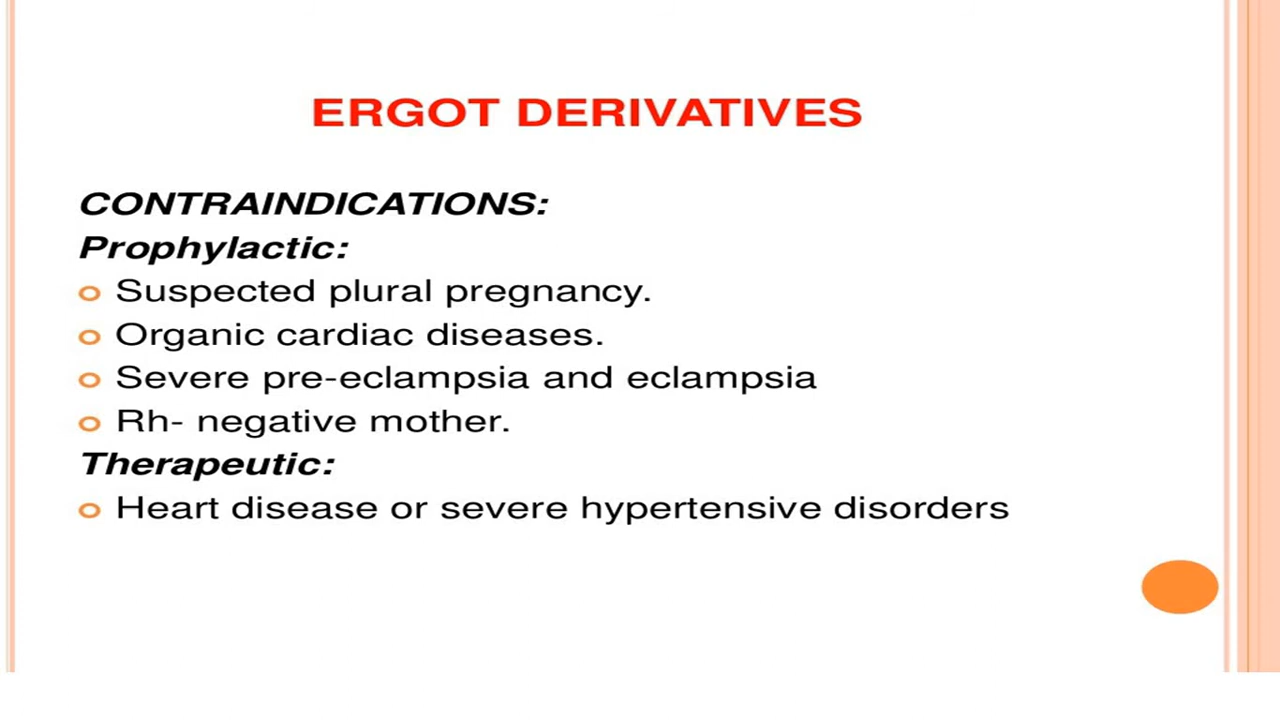 ERGOT DERIVATIVES
CONTRAINDICATIONS:
Prophylactic:
Suspected plural pregnancy.
Organic cardiac diseases.
Severe pre-eclampsia and eclampsia
Rh- negative mother.
Therapeutic:
Heart disease or severe hypertensive disorders